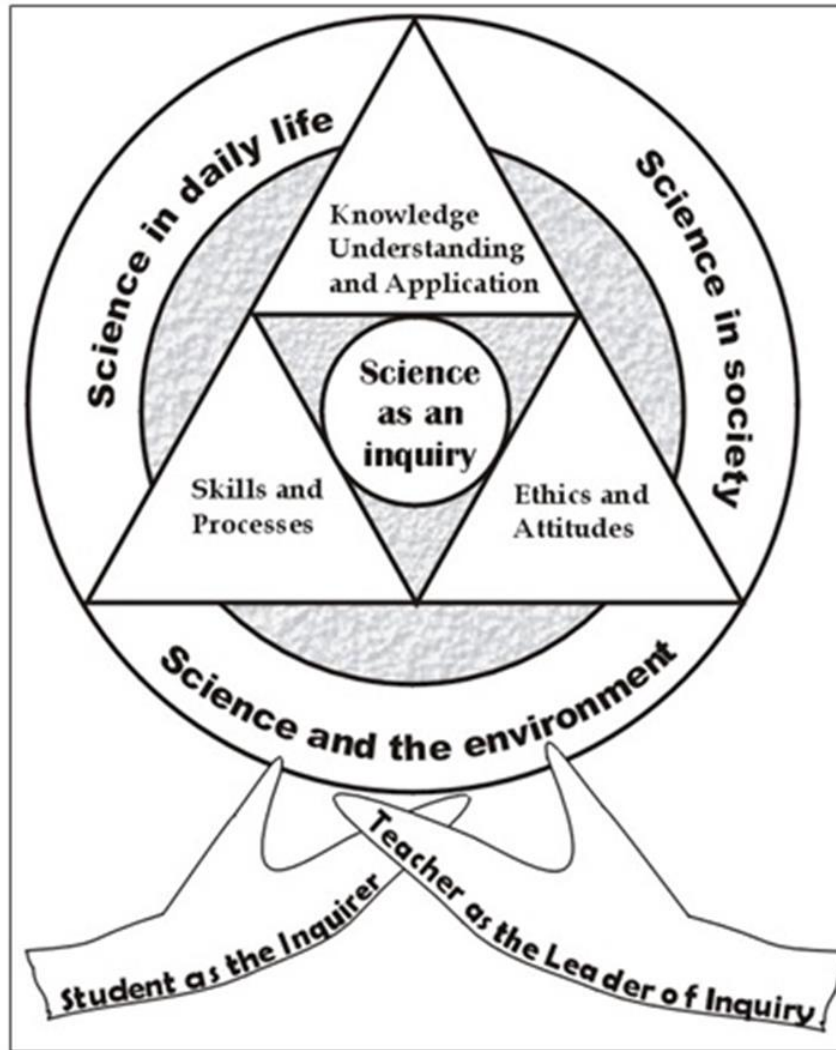 Science in daily life
Science in society
Knowledge
Understanding
and Application
Science
as an
inquiry
Skills and
Processes
Ethics and
Attitudes
Science and the environment
Student as the Inquirer
Teacher as the Leader of Inquiry